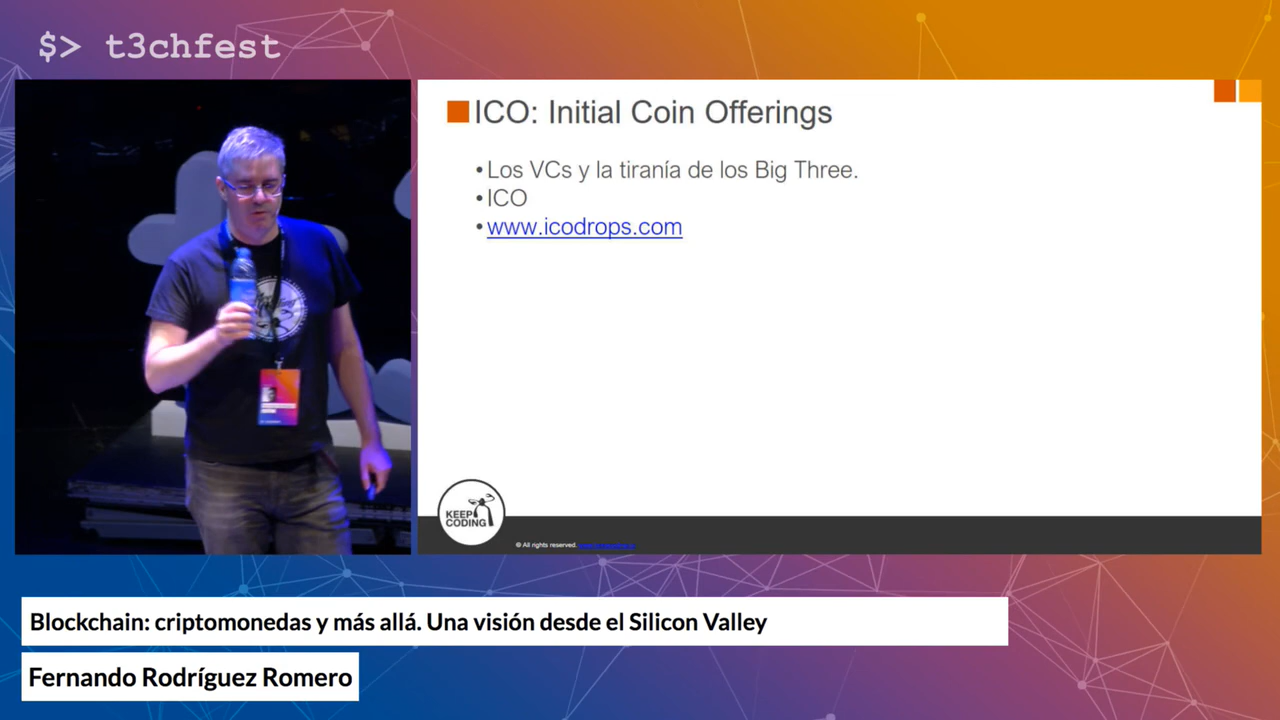 $> t3chfest
ICO: Initial Coin Offerings
•Los VCs y la tiranía de los Big Three.
•ICO
•www.icodrops.com
KEEP
CODING
© All rights reserved.
Blockchain: criptomonedas y más allá. Una visión desde el Silicon Valley
Fernando Rodríguez Romero